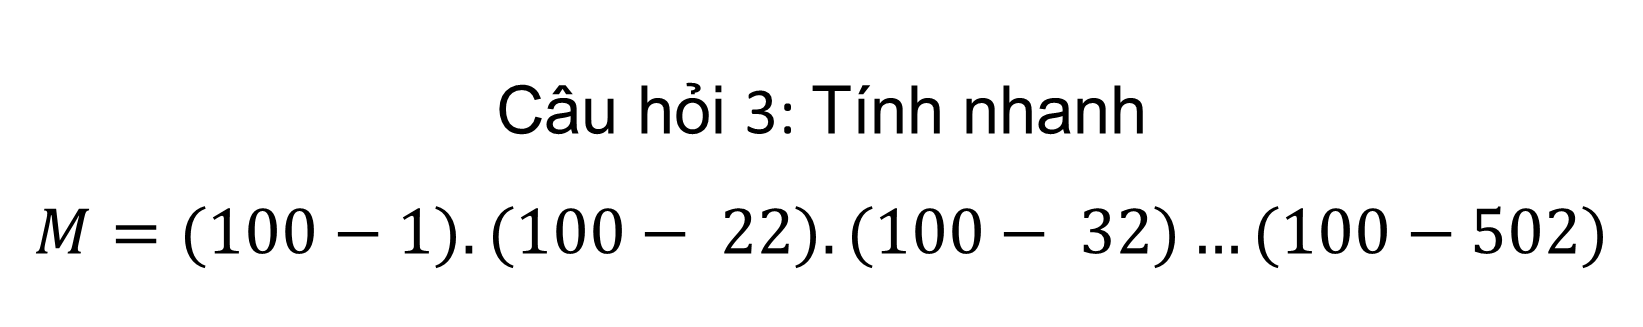 Câu hỏi 3: Tính nhanh
M = (100 − 1). (100 − 22). (100 − 32) … (100 − 502)